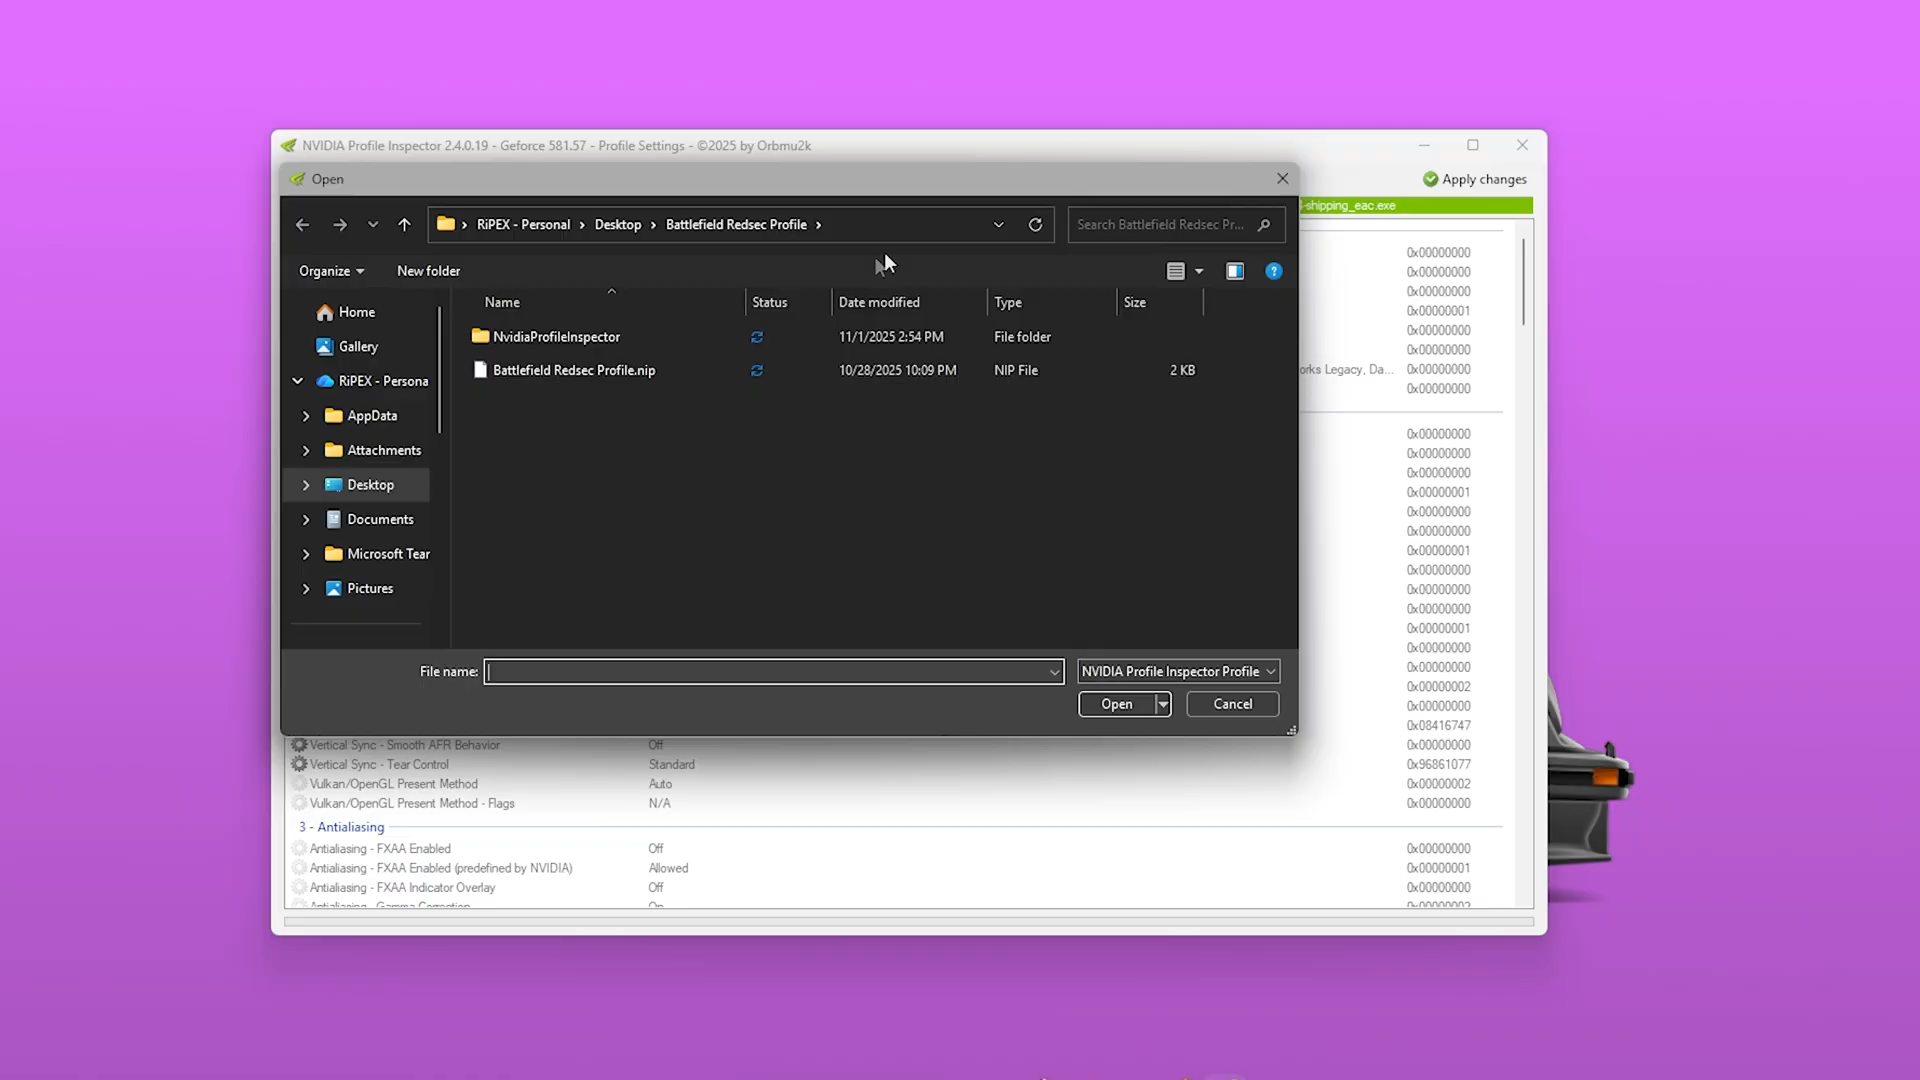 NVIDIA Profile Inspector 2.4.0.19 - Geforce 581.57 - Profile Settings - ©2025 by Orbmu2k
Open
Apply changes
-shipping_eac.exe
RiPEX - Personal > Desktop > Battlefield Redsec Profile >
Search Battlefield Redsec Pr...
Organize
New folder
Name
Status
Date modified
Type
Size
Home
Gallery
RiPEX - Persona
AppData
Attachments
Desktop
Documents
Microsoft Tear
Pictures
NvidiaProfileInspector 11/1/2025 2:54 PM File folder
Battlefield Redsec Profile.nip 10/28/2025 10:09 PM NIP File 2 KB
File name:
NVIDIA Profile Inspector Profile
Open
Cancel
0x00000000
0x00000000
0x00000000
0x00000001
0x00000000
0x00000000
orks Legacy, Da... 0x00000000
0x00000000
0x00000000
0x00000000
0x00000000
0x00000001
0x00000000
0x00000000
0x00000001
0x00000000
0x00000000
0x00000000
0x00000001
0x00000000
0x00000000
0x00000002
0x00000000
0x08416747
Vertical Sync - Smooth AFR Behavior Off 0x00000000
Vertical Sync - Tear Control Standard 0x96861077
Vulkan/OpenGL Present Method Auto 0x00000002
Vulkan/OpenGL Present Method - Flags N/A 0x00000000
3 - Antialiasing
Antialiasing - FXAA Enabled Off 0x00000000
Antialiasing - FXAA Enabled (predefined by NVIDIA) Allowed 0x00000001
Antialiasing - FXAA Indicator Overlay Off 0x00000000
Antialiasing - Gamma Correction On 0x00000002